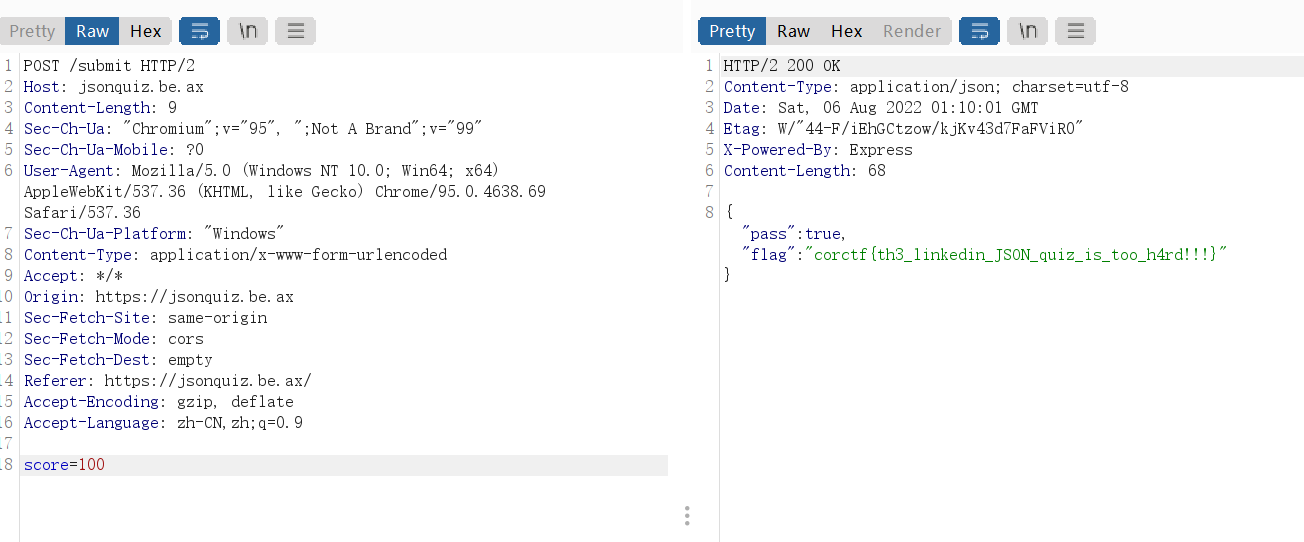 Pretty Raw Hex \n
1 POST /submit HTTP/2
2 Host: jsonquiz.be.ax
3 Content-Length: 9
4 Sec-Ch-Ua: "Chromium";v="95", ";Not A Brand";v="99"
5 Sec-Ch-Ua-Mobile: ?0
6 User-Agent: Mozilla/5.0 (Windows NT 10.0; Win64; x64)
AppleWebKit/537.36 (KHTML, like Gecko) Chrome/95.0.4638.69
Safari/537.36
7 Sec-Ch-Ua-Platform: "Windows"
8 Content-Type: application/x-www-form-urlencoded
9 Accept: */*
10 Origin: https://jsonquiz.be.ax
11 Sec-Fetch-Site: same-origin
12 Sec-Fetch-Mode: cors
13 Sec-Fetch-Dest: empty
14 Referer: https://jsonquiz.be.ax/
15 Accept-Encoding: gzip, deflate
16 Accept-Language: zh-CN,zh;q=0.9
17
18 score=100
Pretty Raw Hex Render \n
1 HTTP/2 200 OK
2 Content-Type: application/json; charset=utf-8
3 Date: Sat, 06 Aug 2022 01:10:01 GMT
4 Etag: W/"44-F/iEhGCtzow/kjKv43d7FaFViR0"
5 X-Powered-By: Express
6 Content-Length: 68
7
8 {
"pass":true,
"flag":"corctf{th3_linkedin_JSON_quiz_is_too_h4rd!!!}"
}